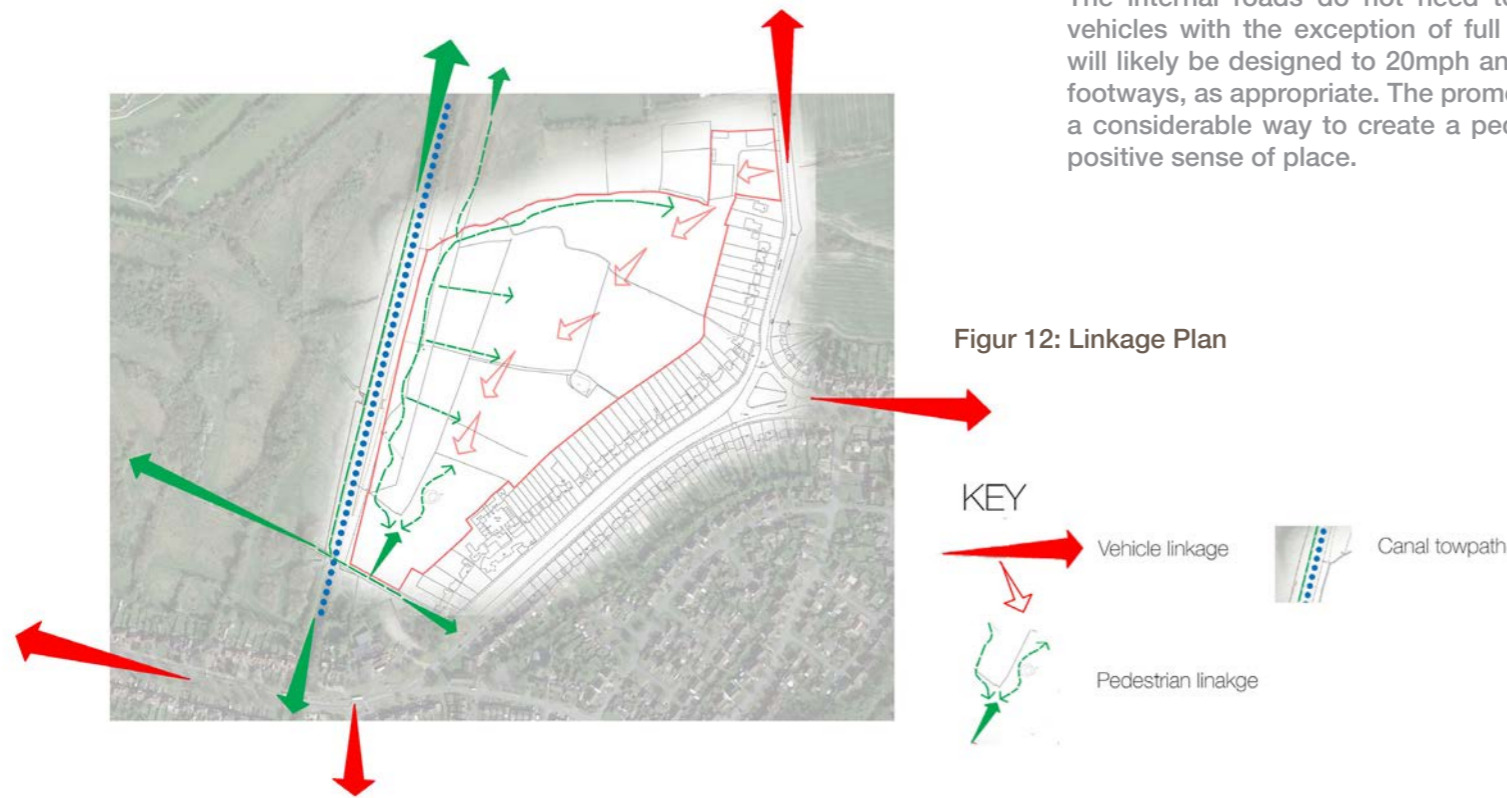 The internal roads do not need to
vehicles with the exception of full
will likely be designed to 20mph an
footways, as appropriate. The prom
a considerable way to create a pe
positive sense of place.
Figur 12: Linkage Plan
KEY
Vehicle linkage
Canal towpath
Pedestrian linakge